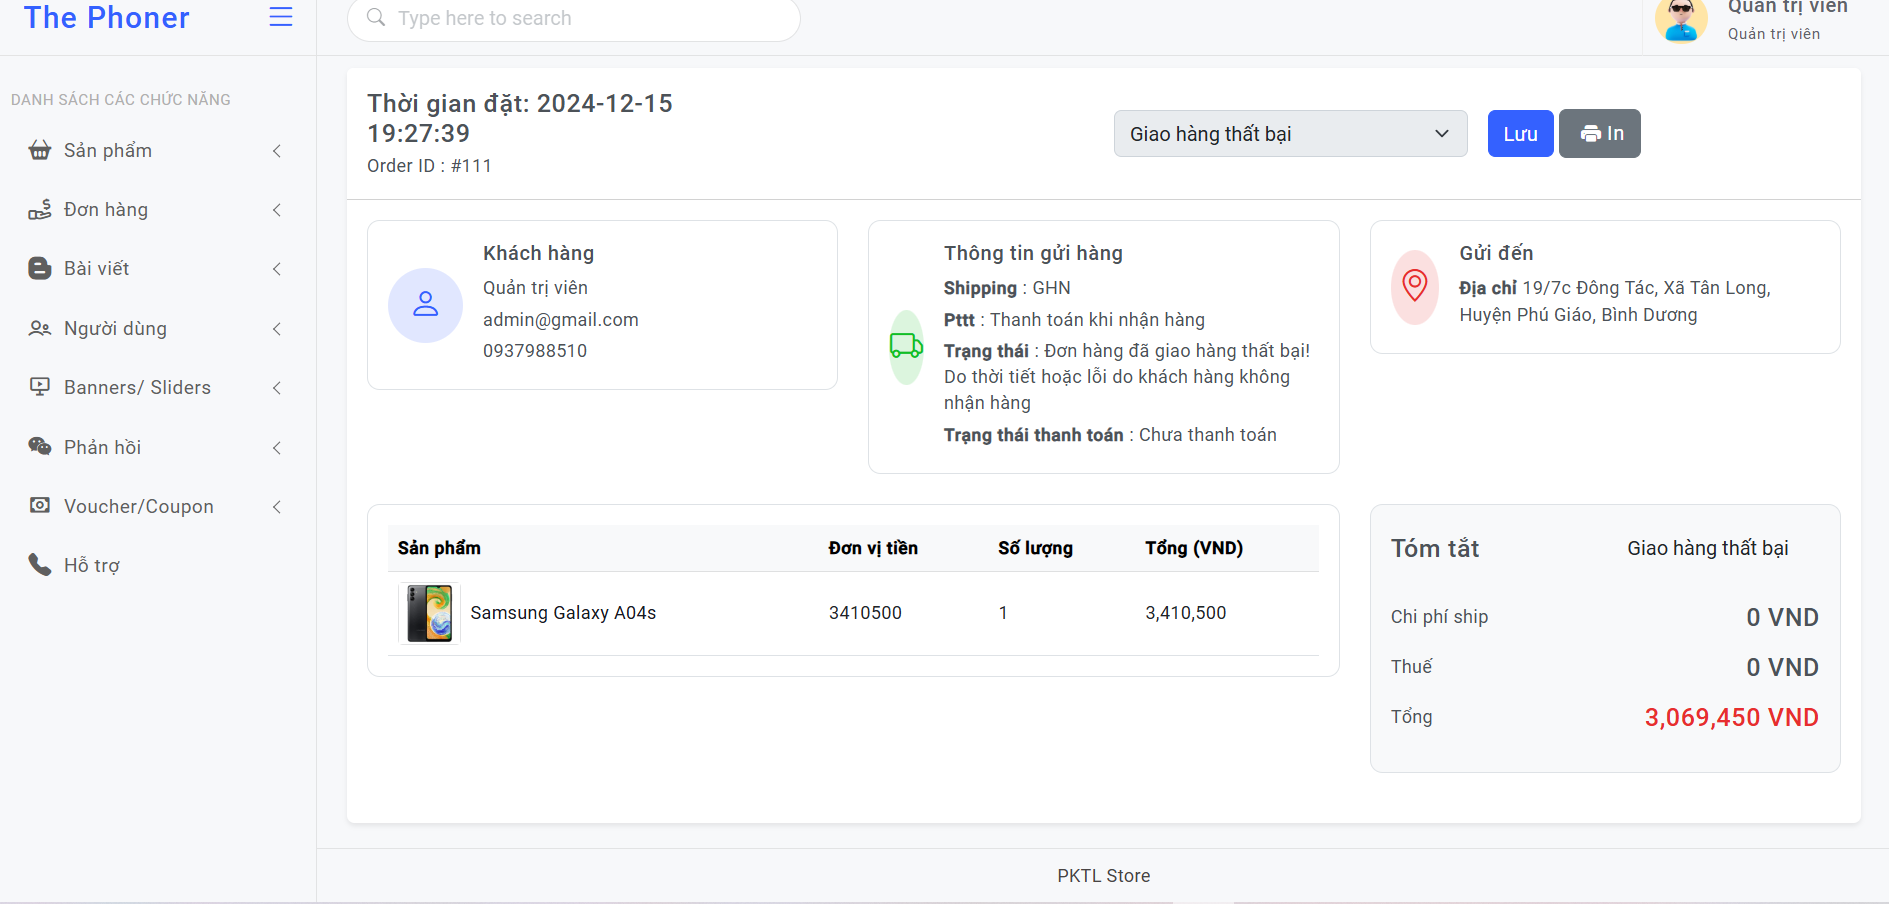 The Phoner
Type here to search
Quản trị viên
Quản trị viên
DANH SÁCH CÁC CHỨC NĂNG
Sản phẩm
Đơn hàng
Bài viết
Người dùng
Banners/ Sliders
Phản hồi
Voucher/Coupon
Hỗ trợ
Thời gian đặt: 2024-12-15
19:27:39
Order ID : #111
Giao hàng thất bại
Lưu
In
Khách hàng
Quản trị viên
admin@gmail.com
0937988510
Thông tin gửi hàng
Shipping : GHN
Pttt : Thanh toán khi nhận hàng
Trạng thái : Đơn hàng đã giao hàng thất bại!
Do thời tiết hoặc lỗi do khách hàng không
nhận hàng
Trạng thái thanh toán : Chưa thanh toán
Gửi đến
Địa chỉ 19/7c Đông Tác, Xã Tân Long,
Huyện Phú Giáo, Bình Dương
Sản phẩm Đơn vị tiền Số lượng Tổng (VND)
Samsung Galaxy A04s 3410500 1 3,410,500
Tóm tắt Giao hàng thất bại
Chi phí ship 0 VND
Thuế 0 VND
Tổng 3,069,450 VND
PKTL Store